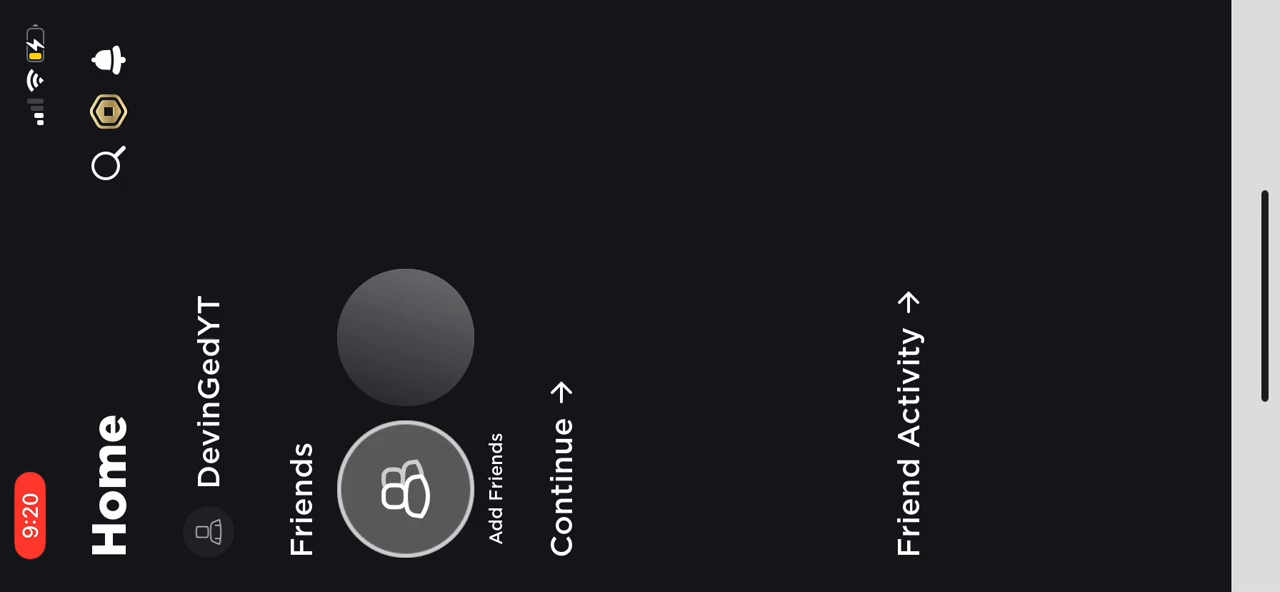 9:20
Home
DevinGedYT
Friends
Add Friends
Continue →
Friend Activity →